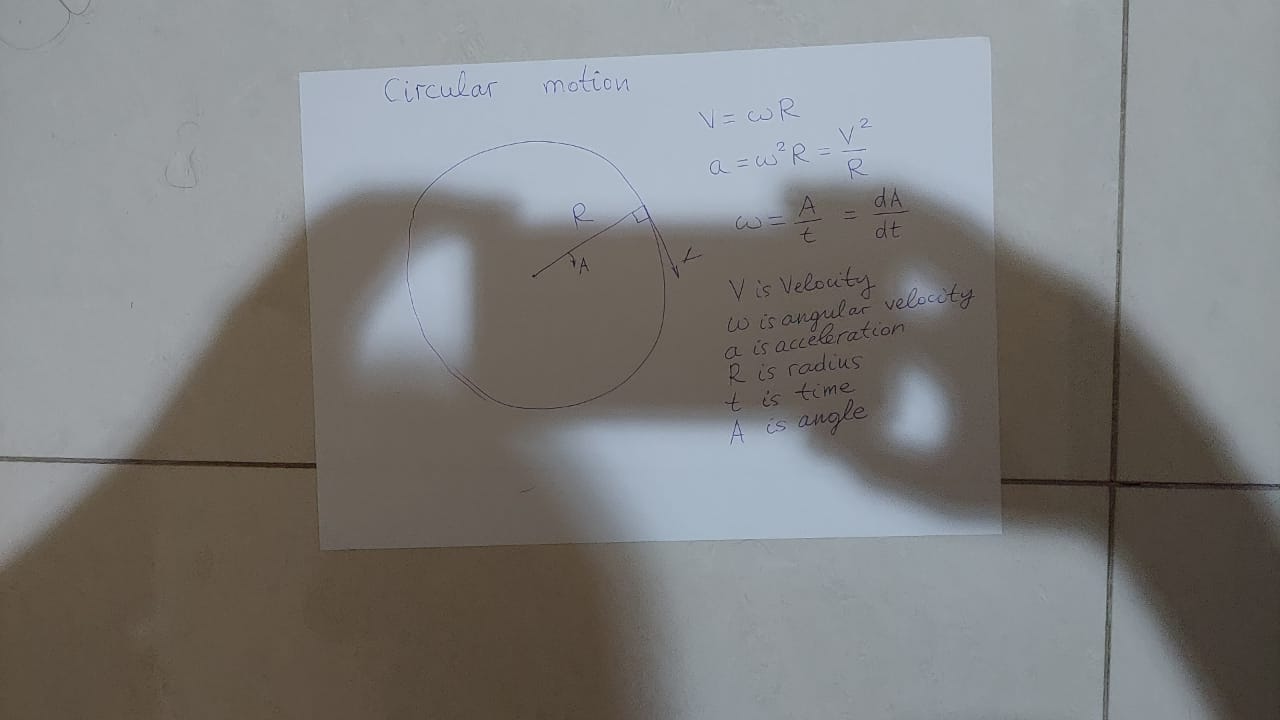 Circular motion
V = ωR
a = ω²R = V²/R
ω = A/t = dA/dt
R
A
V is Velocity
ω is angular velocity
a is acceleration
R is radius
t is time
A is angle